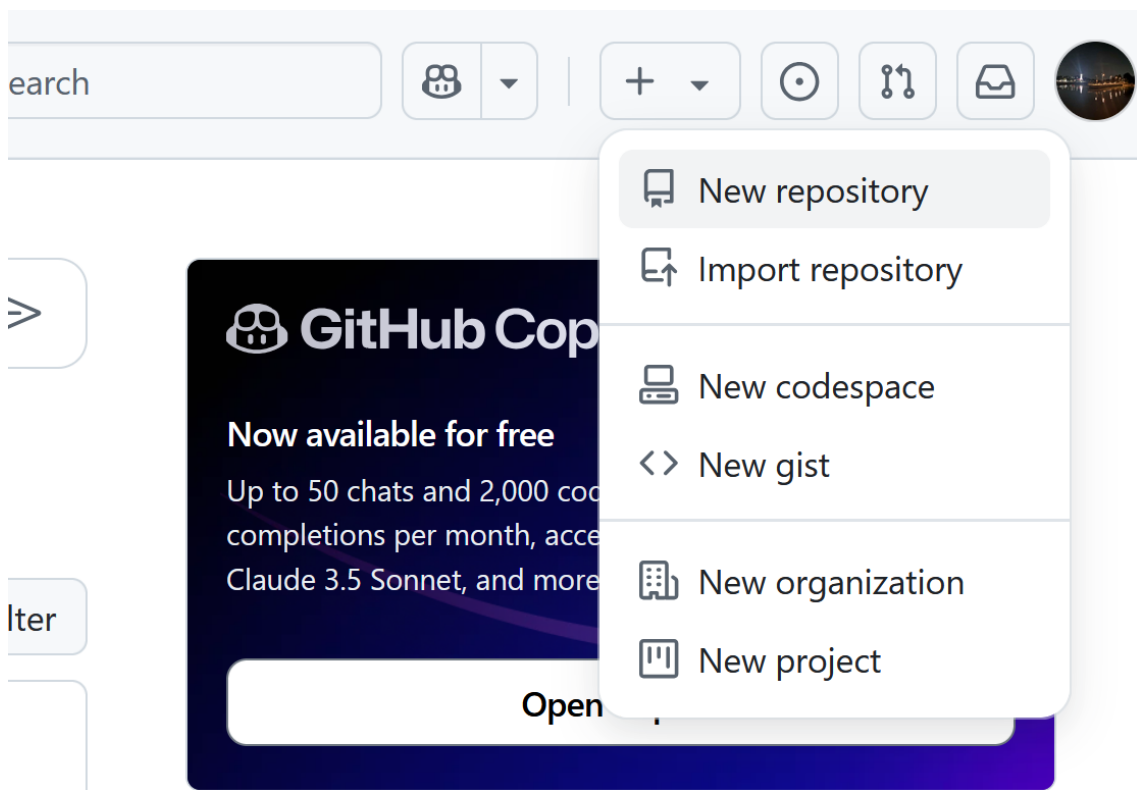 earch
New repository
Import repository
New codespace
New gist
New organization
New project
GitHub Cop
Now available for free
Up to 50 chats and 2,000 cod
completions per month, acce
Claude 3.5 Sonnet, and more
lter
Open